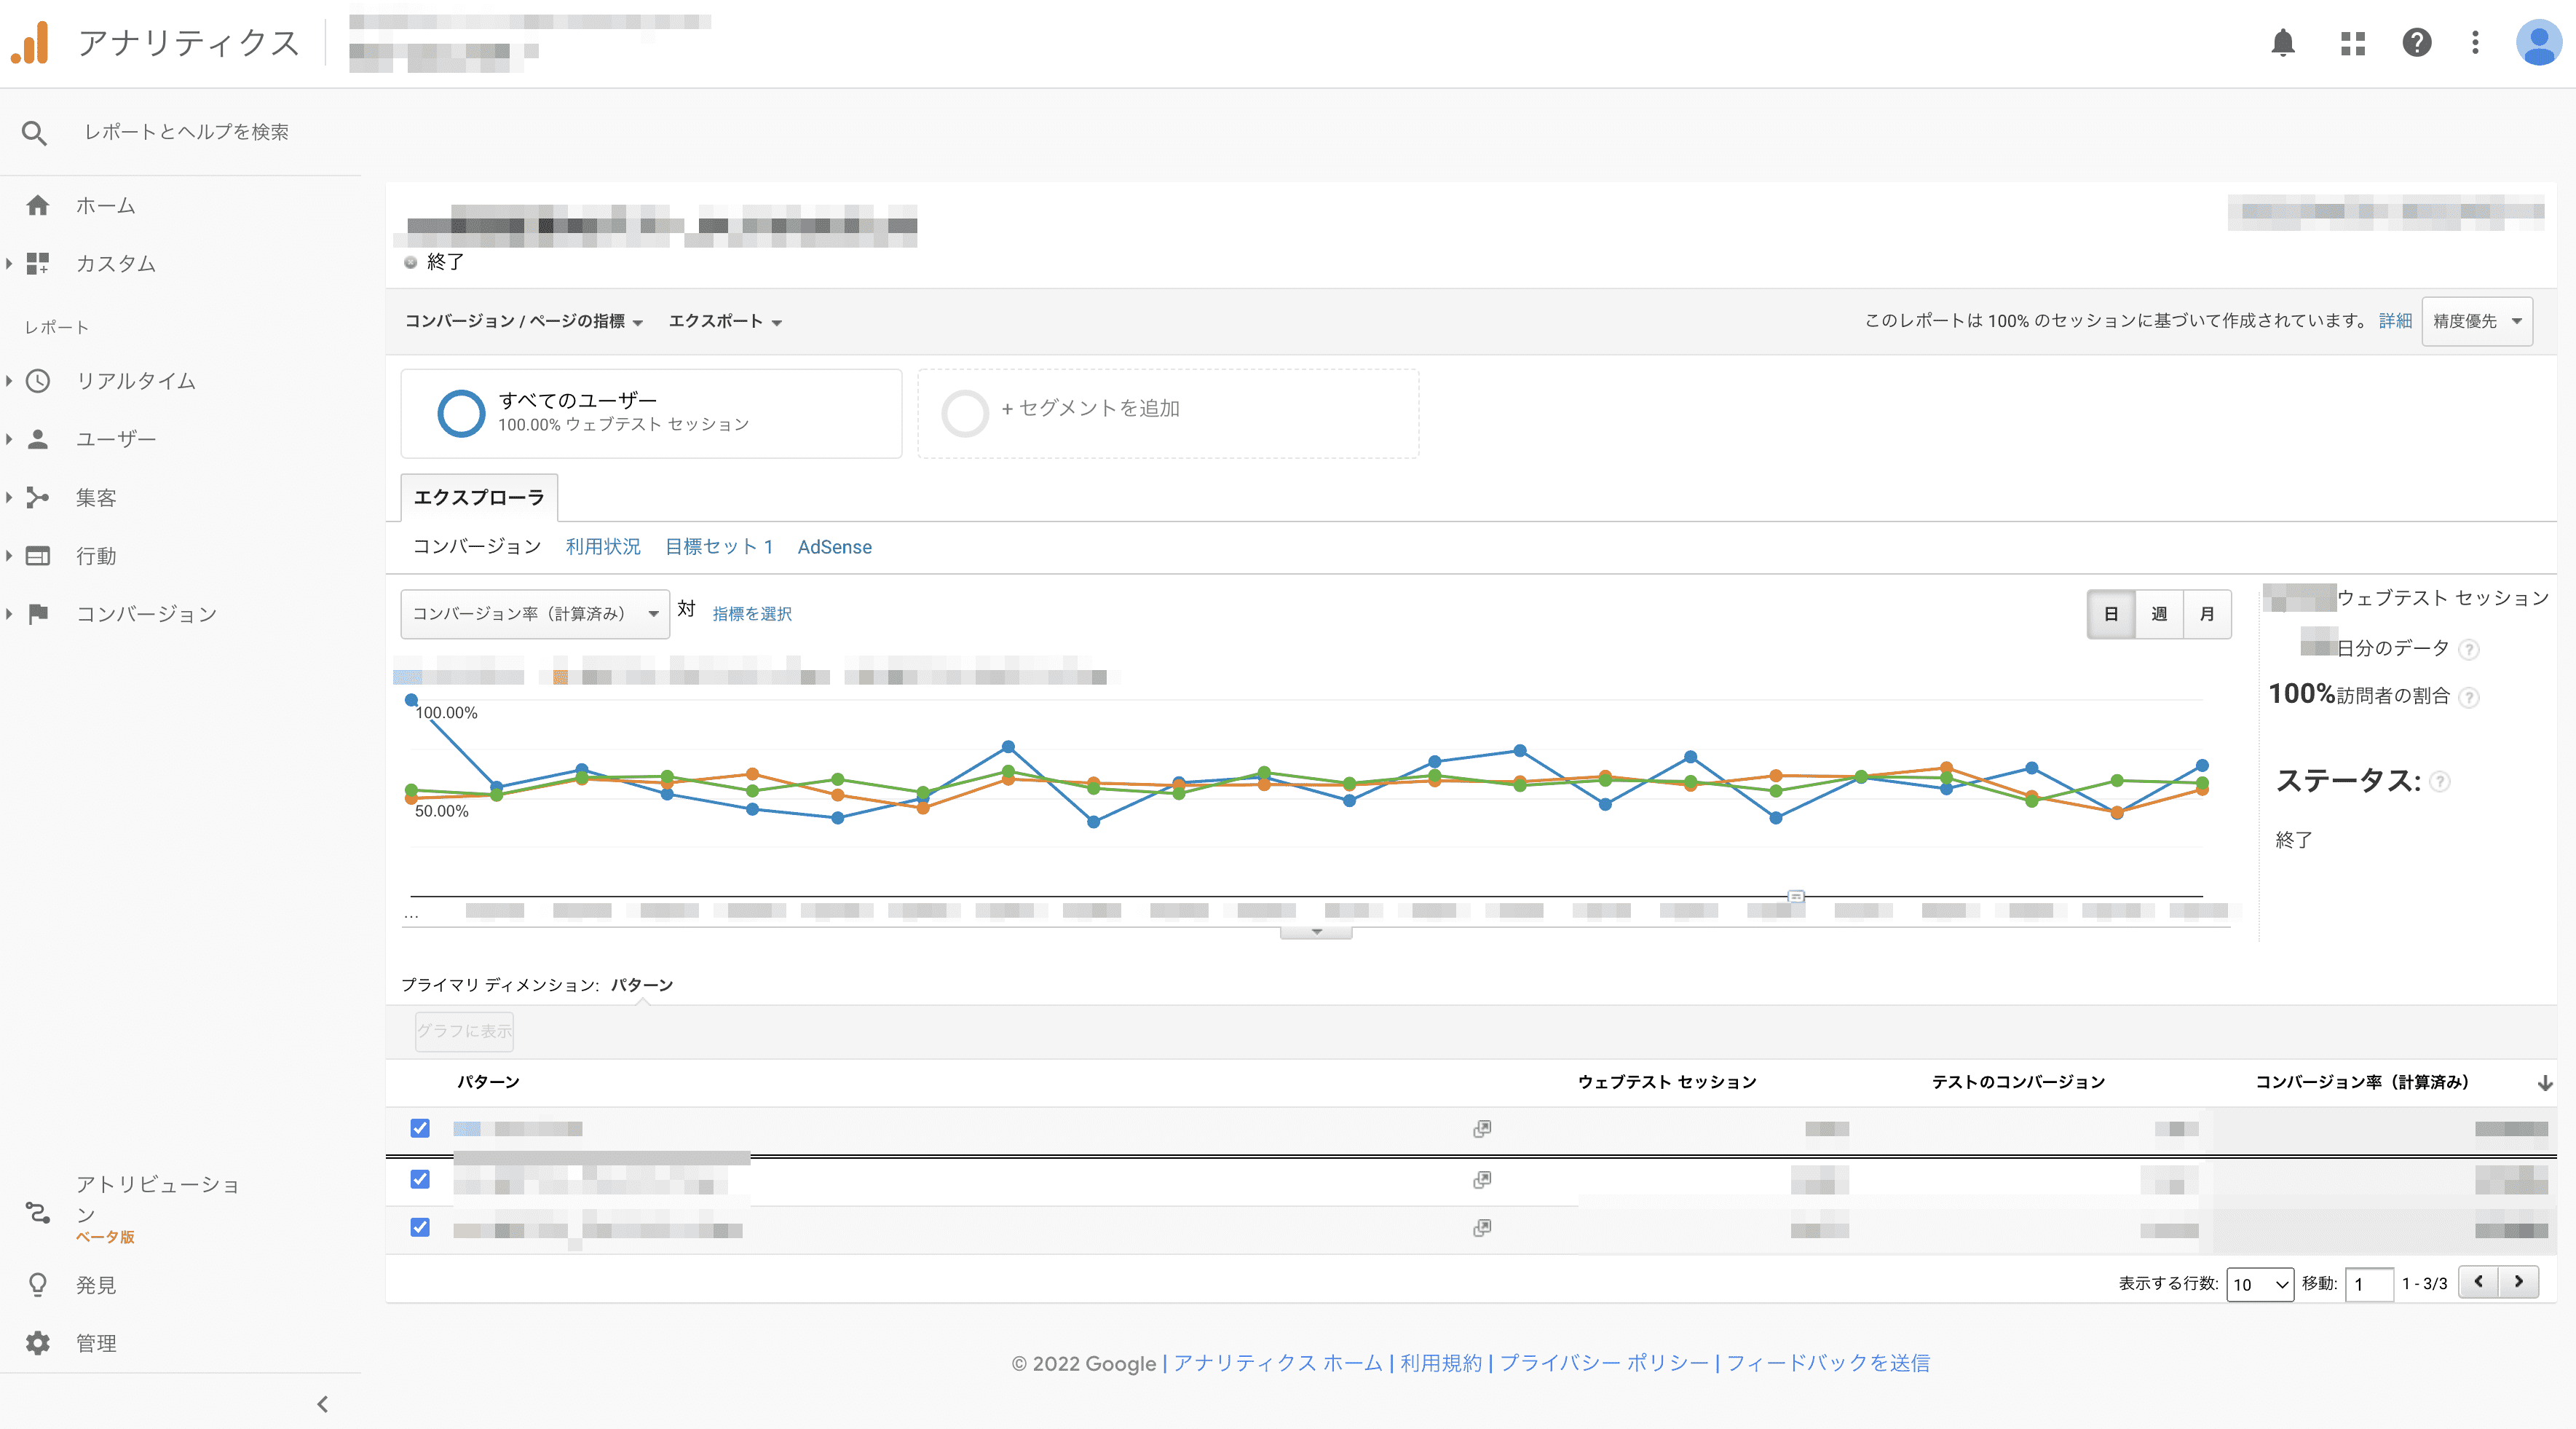 アナリティクス
レポートとヘルプを検索
ホーム
カスタム
レポート
リアルタイム
ユーザー
集客
行動
コンバージョン
アトリビューショ
ン
ベータ版
発見
管理
終了
コンバージョン / ページの指標 エクスポート
このレポートは 100% のセッションに基づいて作成されています。 詳細 精度優先
すべてのユーザー
100.00% ウェブテスト セッション
+ セグメントを追加
エクスプローラ
コンバージョン 利用状況 目標セット 1 AdSense
コンバージョン率（計算済み） 対 指標を選択
日 週 月
100.00%
50.00%
...
ウェブテスト セッション
日分のデータ ?
100%訪問者の割合 ?
ステータス: ?
終了
プライマリ ディメンション: パターン
グラフに表示
パターン ウェブテスト セッション テストのコンバージョン コンバージョン率（計算済み）
表示する行数: 10 移動: 1 1 - 3/3
© 2022 Google | アナリティクス ホーム | 利用規約 | プライバシー ポリシー | フィードバックを送信